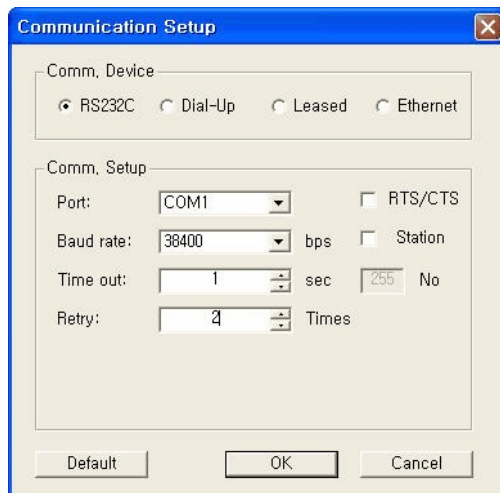 Communication Setup
Comm, Device
RS232C Dial-Up Leased Ethernet
Comm, Setup
Port: COM1 RTS/CTS
Baud rate: 38400 bps Station
Time out: 1 sec 255 No
Retry: 2 Times
Default OK Cancel